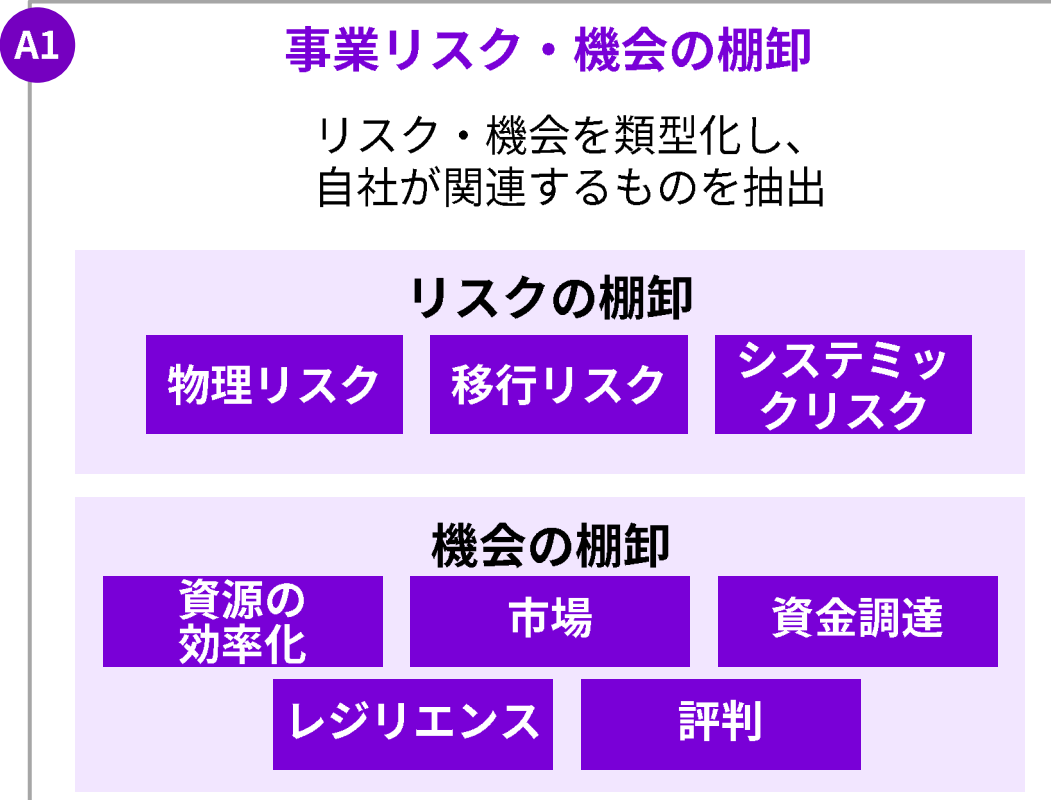 A1
事業リスク・機会の棚卸
リスク・機会を類型化し、
自社が関連するものを抽出
リスクの棚卸
物理リスク
移行リスク
システミッ
クリスク
機会の棚卸
資源の
効率化
市場
資金調達
レジリエンス
評判